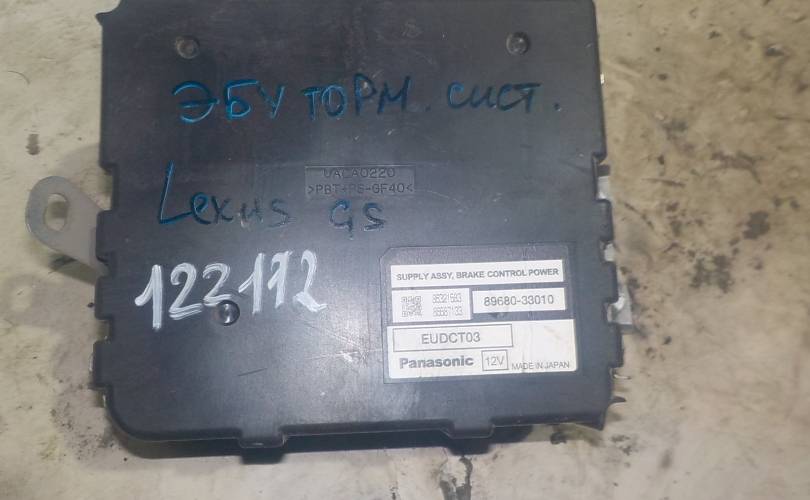 ЭБУ ТОРМ. СИСТ.
UACA0220
>PBT+PS-GF40<
Lexus GS
122172
SUPPLY ASSY, BRAKE CONTROL POWER
89680-33010
EUDCT03
Panasonic 12V MADE IN JAPAN